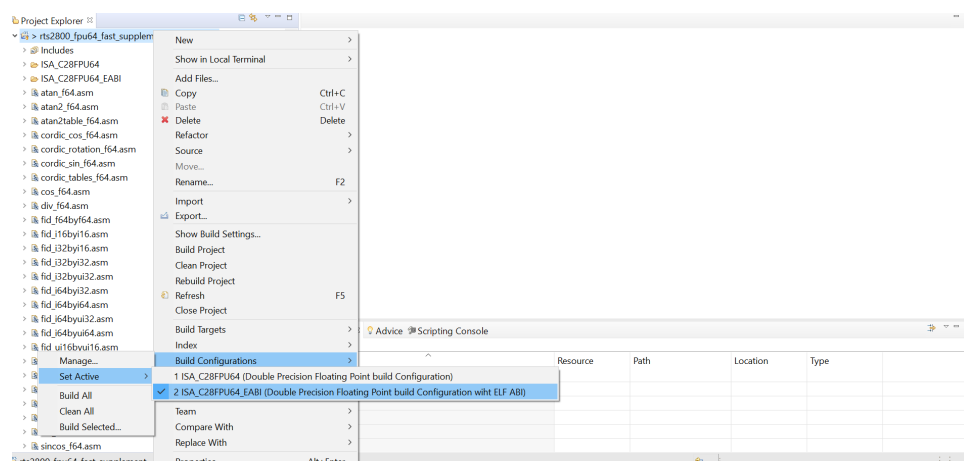 Project Explorer
> rts2800_fpu64_fast_supplem
Includes
ISA_C28FPU64
ISA_C28FPU64_EABI
atan_f64.asm
atan2_f64.asm
atan2table_f64.asm
cordic_cos_f64.asm
cordic_rotation_f64.asm
cordic_sin_f64.asm
cordic_tables_f64.asm
cos_f64.asm
div_f64.asm
fid_f64byf64.asm
fid_i16byi16.asm
fid_i32byi16.asm
fid_i32byi32.asm
fid_i32byui32.asm
fid_i64byi64.asm
fid_i64byui32.asm
fid_i64byui64.asm
fid_ui16byui16.asm
sincos_f64.asm
New
Show in Local Terminal
Add Files...
Copy Ctrl+C
Paste Ctrl+V
Delete Delete
Refactor
Source
Move...
Rename... F2
Import
Export...
Show Build Settings...
Build Project
Clean Project
Rebuild Project
Refresh F5
Close Project
Build Targets
Index
Build Configurations
Team
Compare With
Replace With
Properties Alt+Enter
Manage...
Set Active
Build All
Clean All
Build Selected...
1 ISA_C28FPU64 (Double Precision Floating Point build Configuration)
2 ISA_C28FPU64_EABI (Double Precision Floating Point build Configuration wiht ELF ABI)
Advice Scripting Console
Resource Path Location Type
rts2800_fpu64_fast_supplement